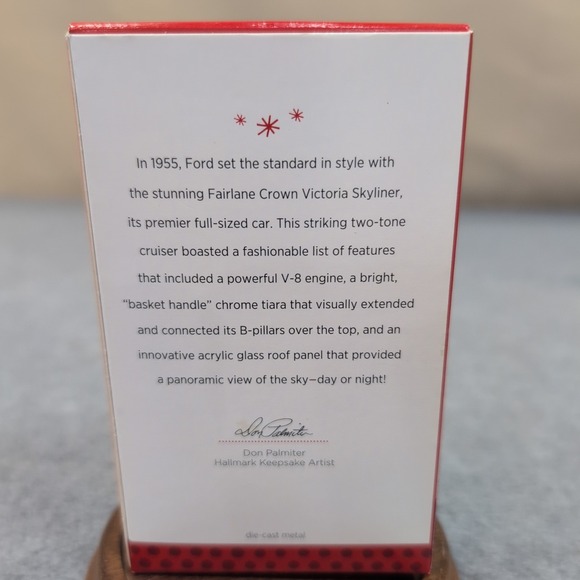 In 1955, Ford set the standard in style with
the stunning Fairlane Crown Victoria Skyliner,
its premier full-sized car. This striking two-tone
cruiser boasted a fashionable list of features
that included a powerful V-8 engine, a bright,
"basket handle" chrome tiara that visually extended
and connected its B-pillars over the top, and an
innovative acrylic glass roof panel that provided
a panoramic view of the sky—day or night!
Don Palmiter
Don Palmiter
Hallmark Keepsake Artist
die-cast metal